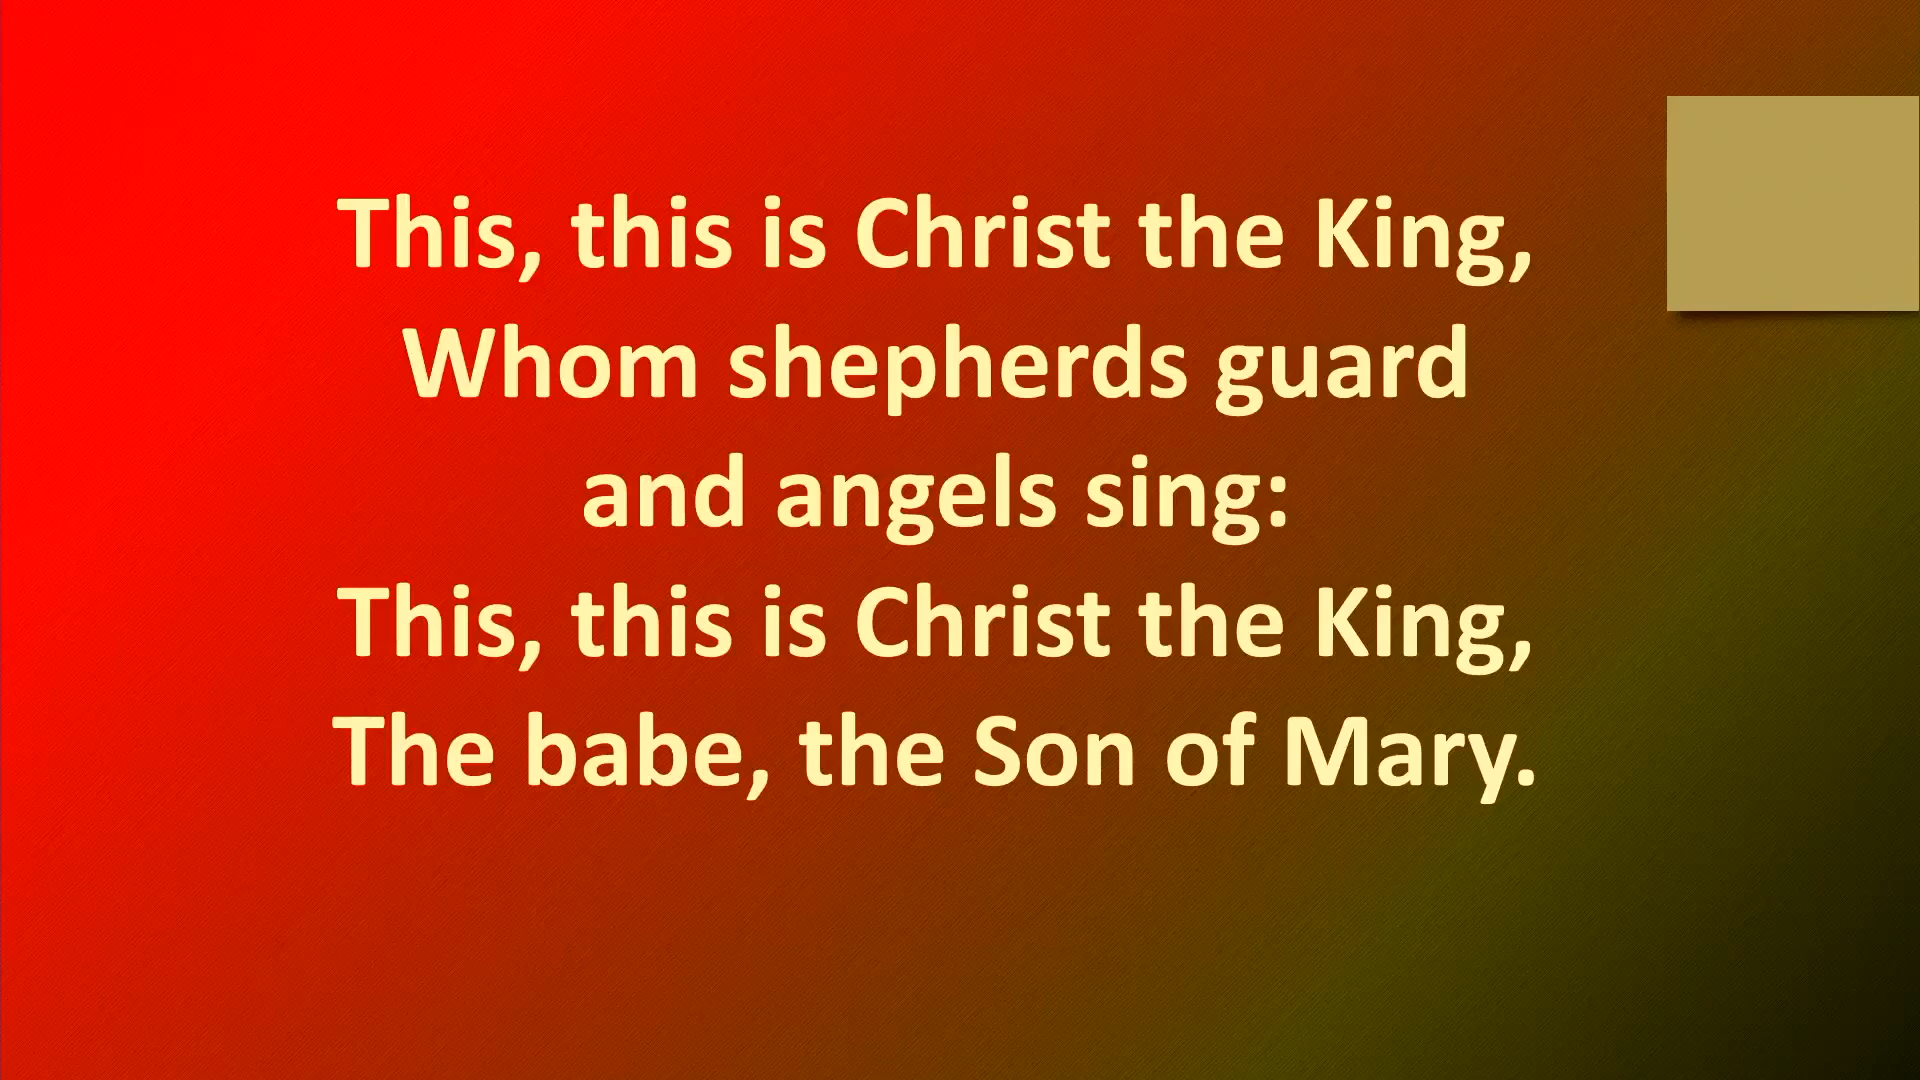 This, this is Christ the King,
Whom shepherds guard
and angels sing:
This, this is Christ the King,
The babe, the Son of Mary.